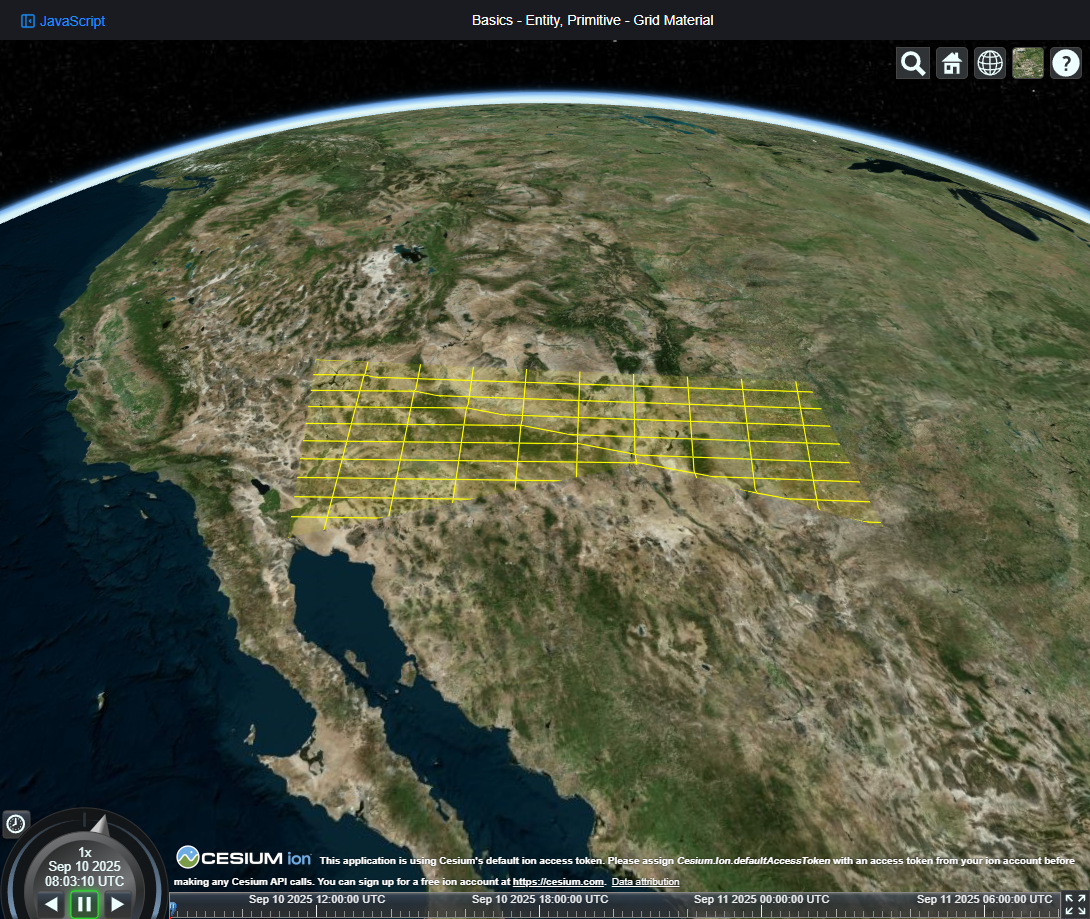 JavaScript
Basics - Entity, Primitive - Grid Material
?
1x
Sep 10 2025
08:03:10 UTC
CESIUM ion This application is using Cesium's default ion access token. Please assign Cesium.Ion.defaultAccessToken with an access token from your ion account before
making any Cesium API calls. You can sign up for a free ion account at https://cesium.com. Data attribution
Sep 10 2025 12:00:00 UTC Sep 10 2025 18:00:00 UTC Sep 11 2025 00:00:00 UTC Sep 11 2025 06:00:00 UTC